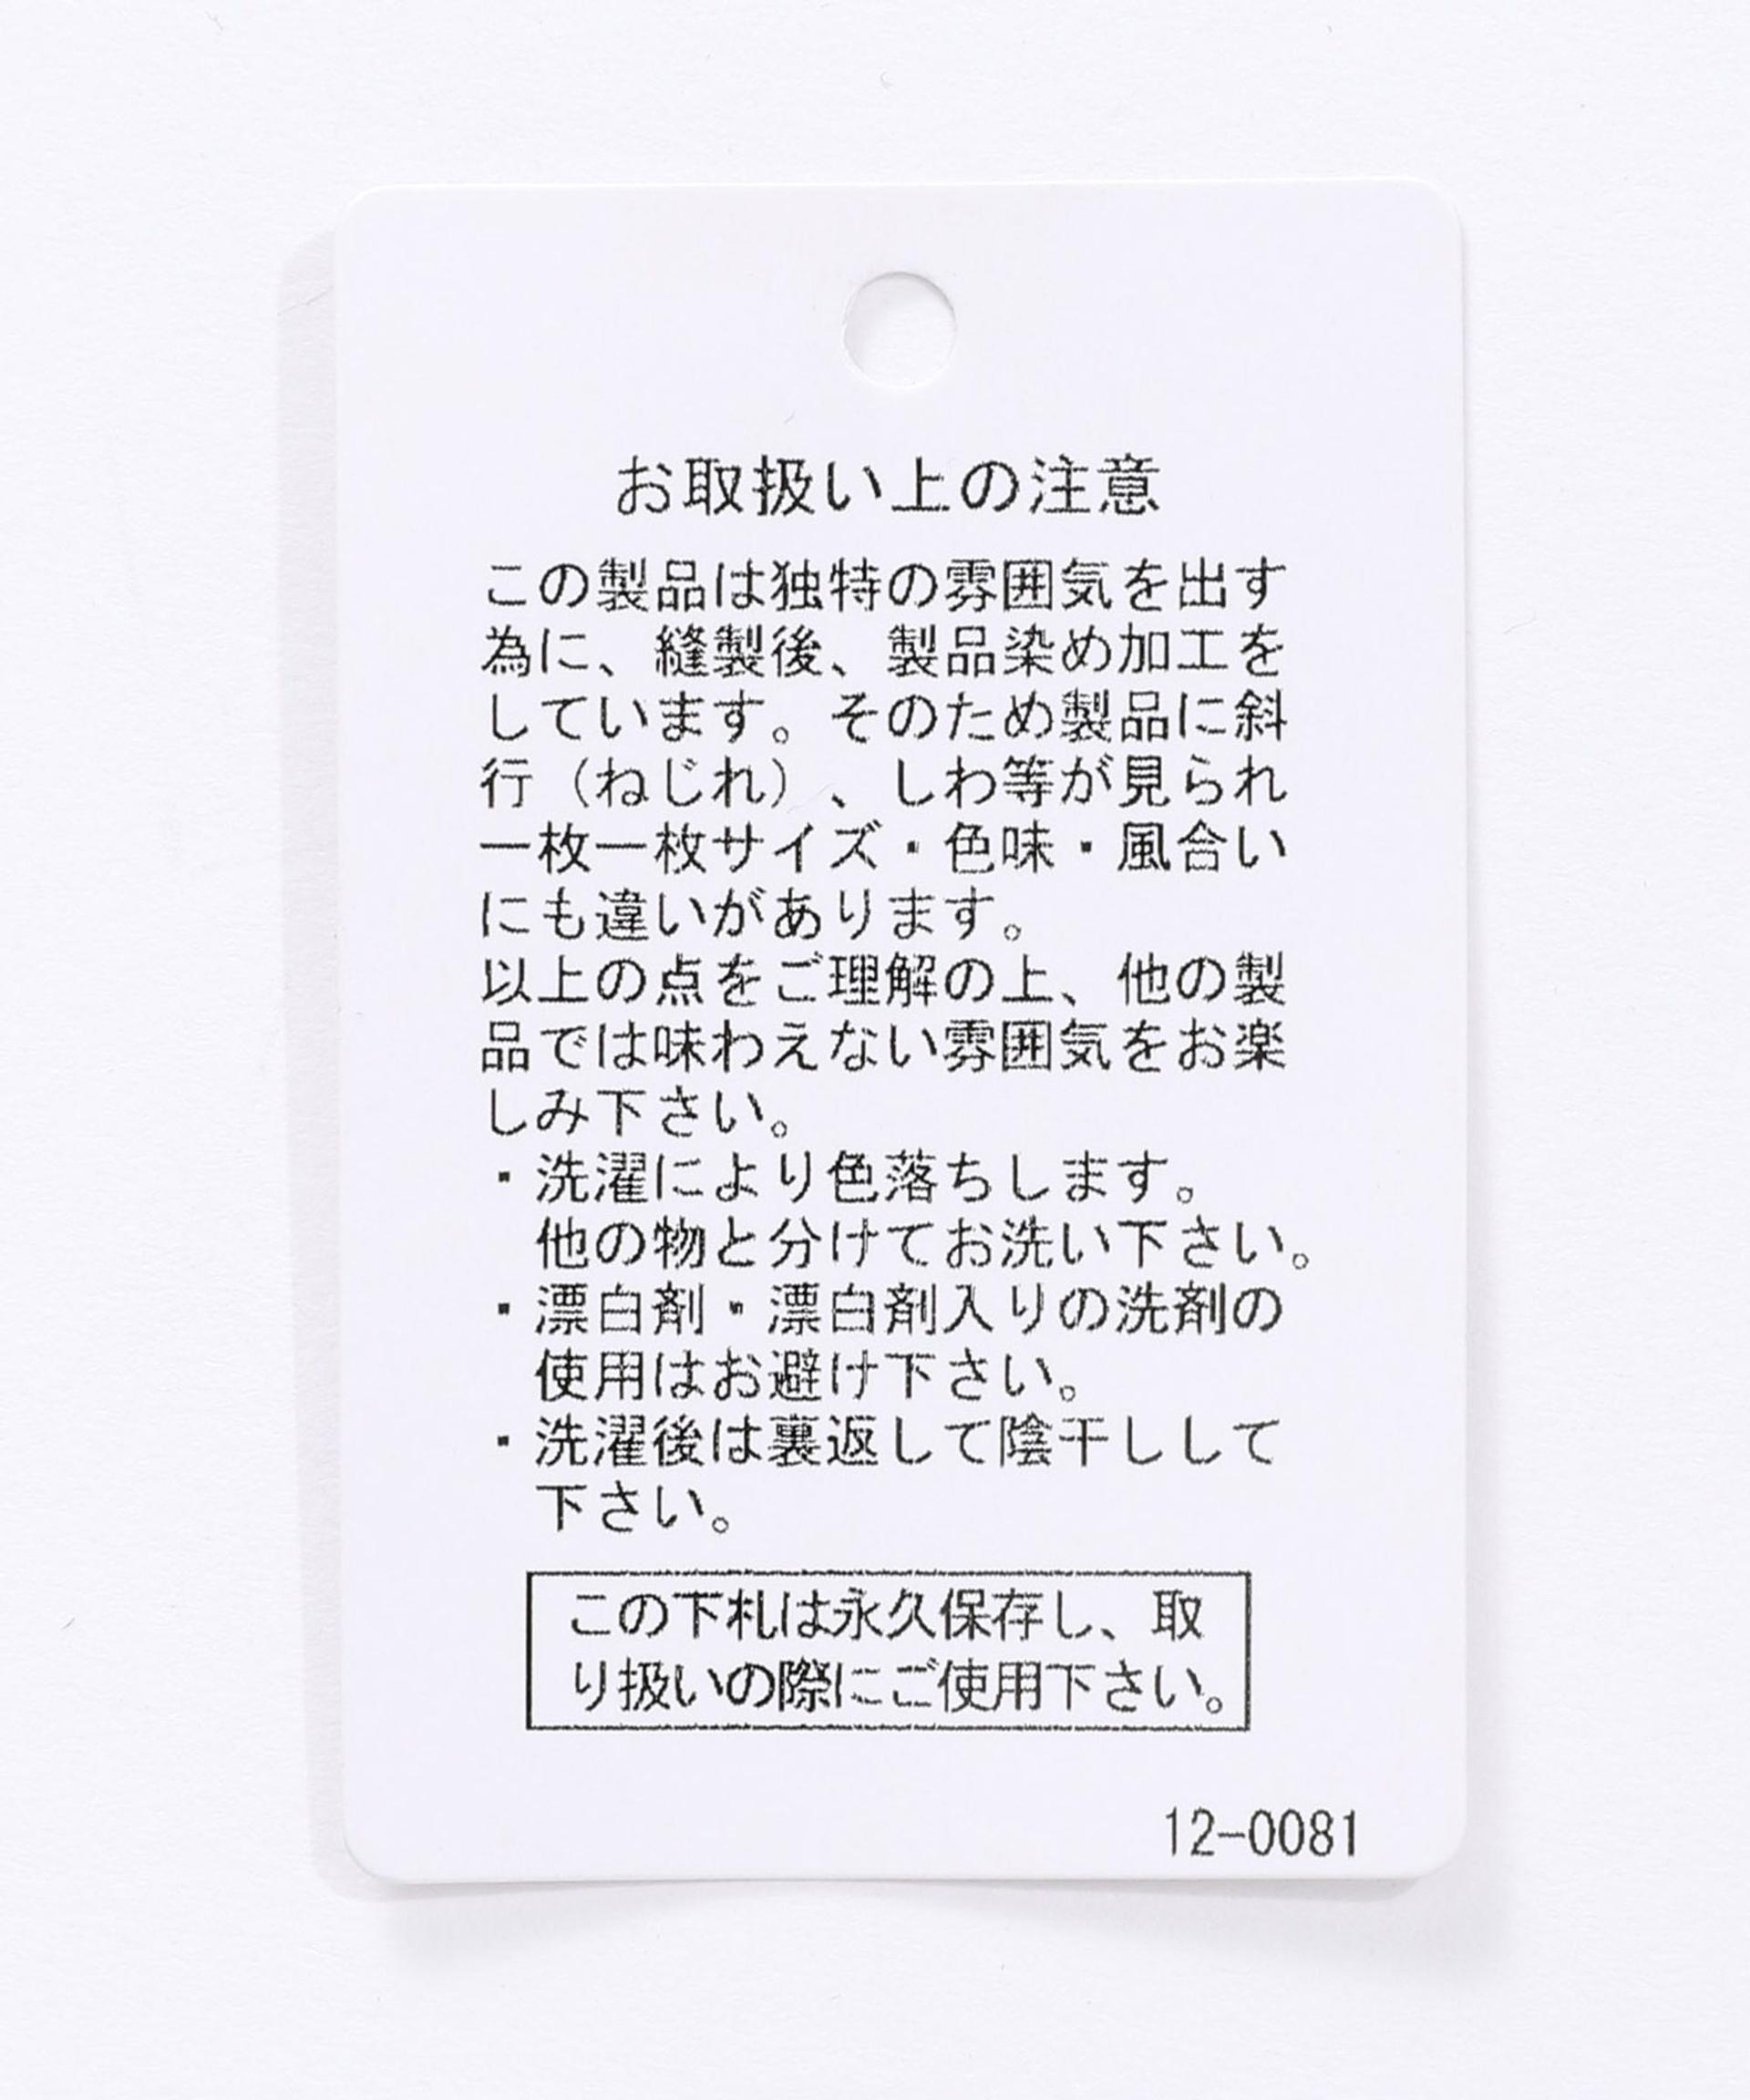 お取扱い上の注意
この製品は独特の雰囲気を出す
為に、縫製後、製品染め加工を
しています。そのため製品に斜
行（ねじれ）、しわ等が見られ
一枚一枚サイズ・色味・風合い
にも違いがあります。
以上の点をご理解の上、他の製
品では味わえない雰囲気をお楽
しみ下さい。
・洗濯により色落ちします。
他の物と分けてお洗い下さい。
・漂白剤・漂白剤入りの洗剤の
使用はお避け下さい。
・洗濯後は裏返して陰干しして
下さい。
この下札は永久保存し、取
り扱いの際にご使用下さい。
12-0081